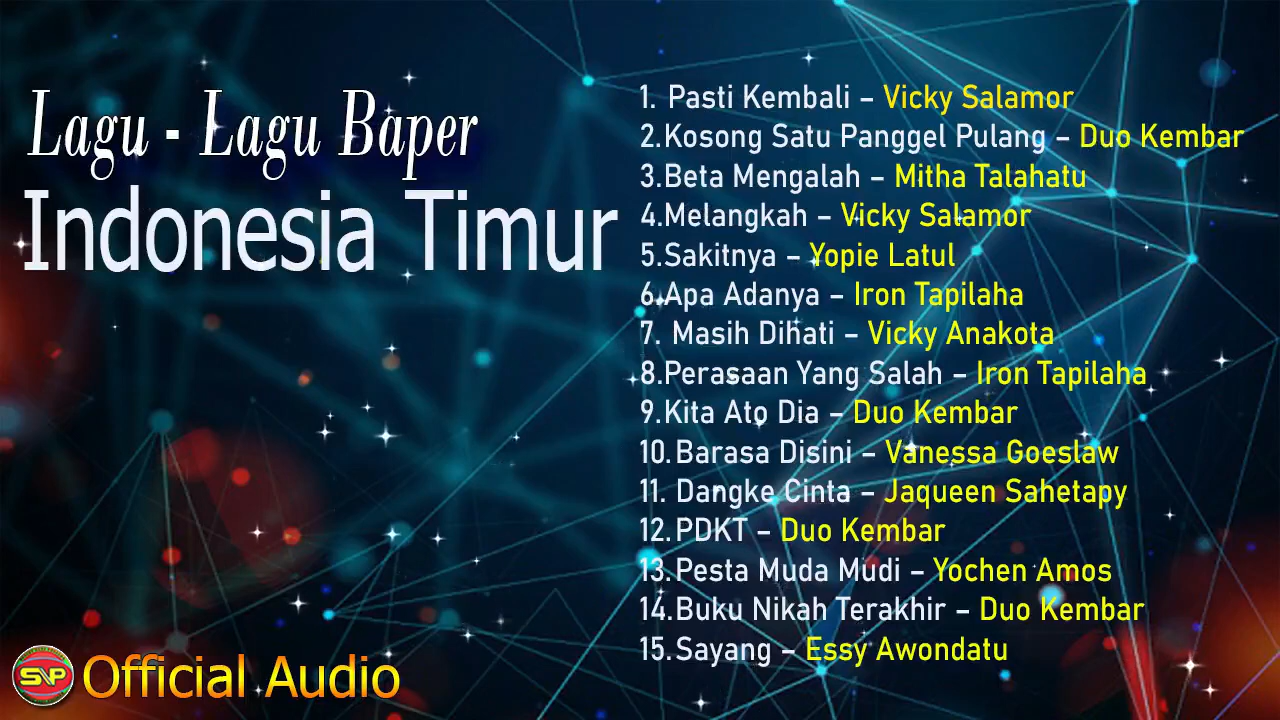 Lagu - Lagu Baper
Indonesia Timur
1. Pasti Kembali – Vicky Salamor
2.Kosong Satu Panggel Pulang – Duo Kembar
3.Beta Mengalah – Mitha Talahatu
4.Melangkah – Vicky Salamor
5.Sakitnya – Yopie Latul
6.Apa Adanya – Iron Tapilaha
7. Masih Dihati – Vicky Anakota
8.Perasaan Yang Salah – Iron Tapilaha
9.Kita Ato Dia – Duo Kembar
10.Barasa Disini – Vanessa Goeslaw
11. Dangke Cinta – Jaqueen Sahetapy
12.PDKT – Duo Kembar
13.Pesta Muda Mudi – Yochen Amos
14.Buku Nikah Terakhir – Duo Kembar
15.Sayang – Essy Awondatu
SVP Official Audio